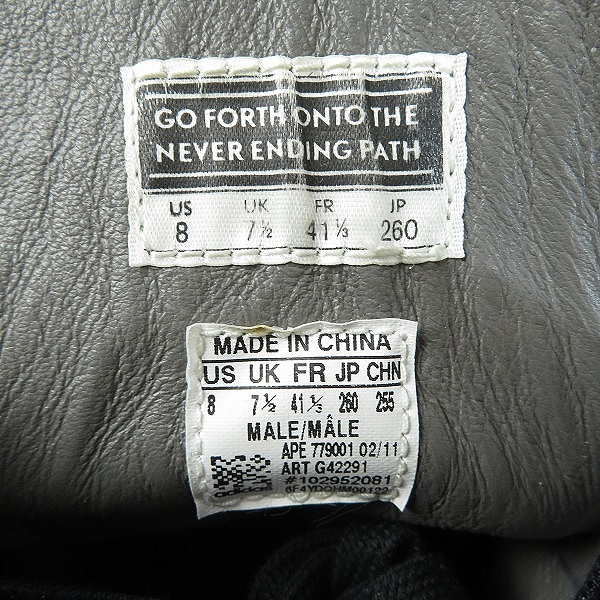 GO FORTH ONTO THE
NEVER ENDING PATH
US UK FR JP
8 7½ 41⅓ 260
MADE IN CHINA
US UK FR JP CHN
8 7½ 41⅓ 260 255
MALE/MÂLE
APE 779001 02/11
ART G42291
#102952081
6F4YDQHM00122